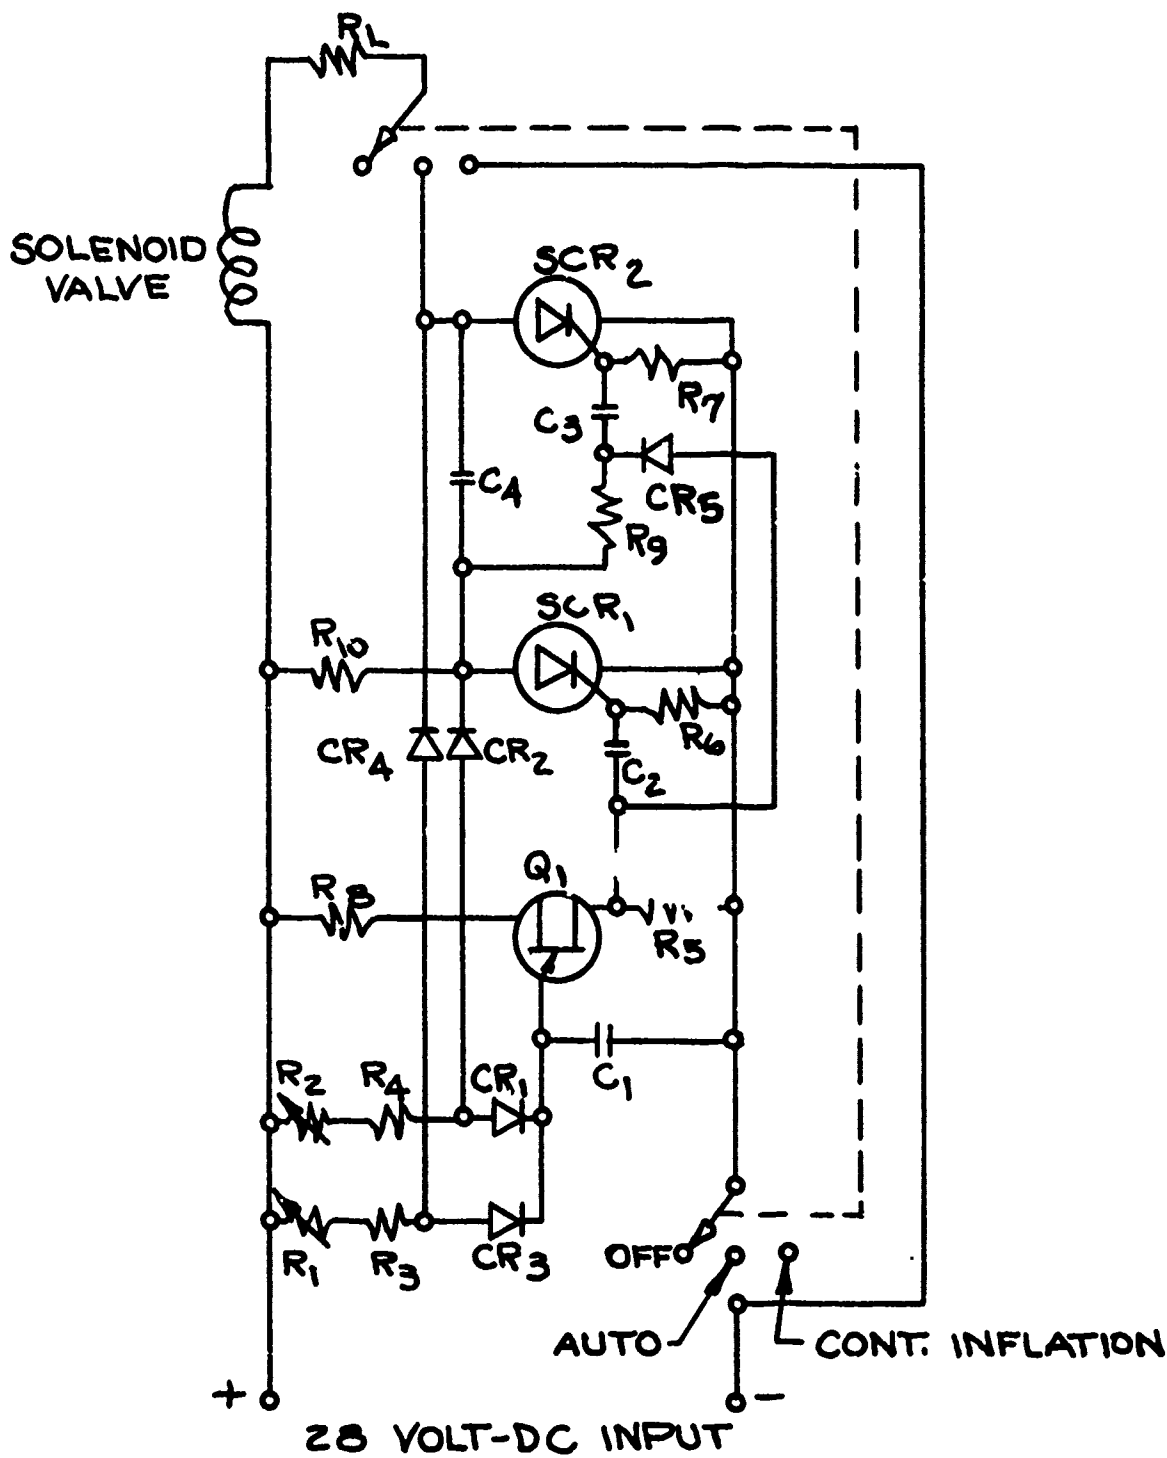 RL
SOLENOID
VALVE
SCR2
R7
C3
CR5
C4
R9
SCR1
R10
R6
CR4
CR2
C2
Q1
R8
R5
C1
R2
R4
CR1
R1
R3
CR3
OFF
AUTO
CONT. INFLATION
+
−
28 VOLT-DC INPUT